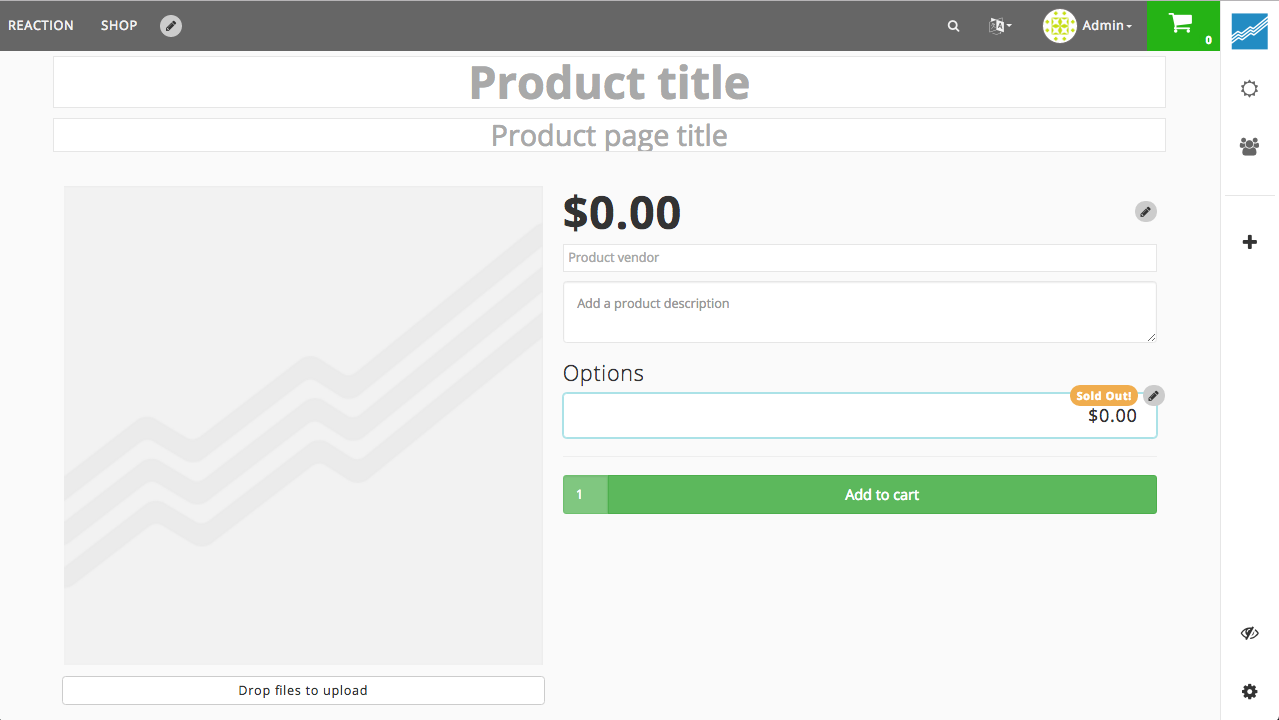 REACTION SHOP Admin 0
Product title
Product page title
$0.00
Product vendor
Add a product description
Options
Sold Out!
$0.00
1 Add to cart
Drop files to upload